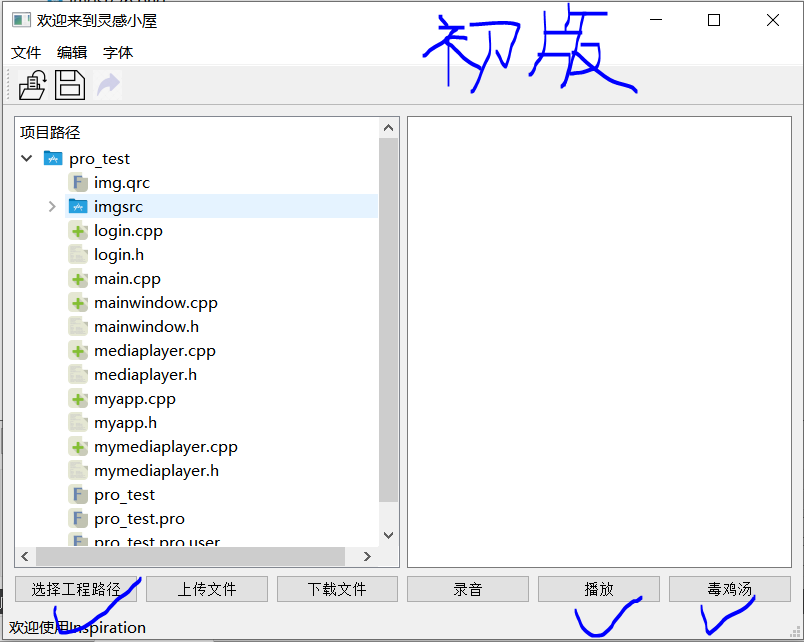 欢迎来到灵感小屋
初版
文件 编辑 字体
项目路径
pro_test
img.qrc
imgsrc
login.cpp
login.h
main.cpp
mainwindow.cpp
mainwindow.h
mediaplayer.cpp
mediaplayer.h
myapp.cpp
myapp.h
mymediaplayer.cpp
mymediaplayer.h
pro_test
pro_test.pro
pro_test.pro.user
选择工程路径 上传文件 下载文件 录音 播放 毒鸡汤
欢迎使用Inspiration